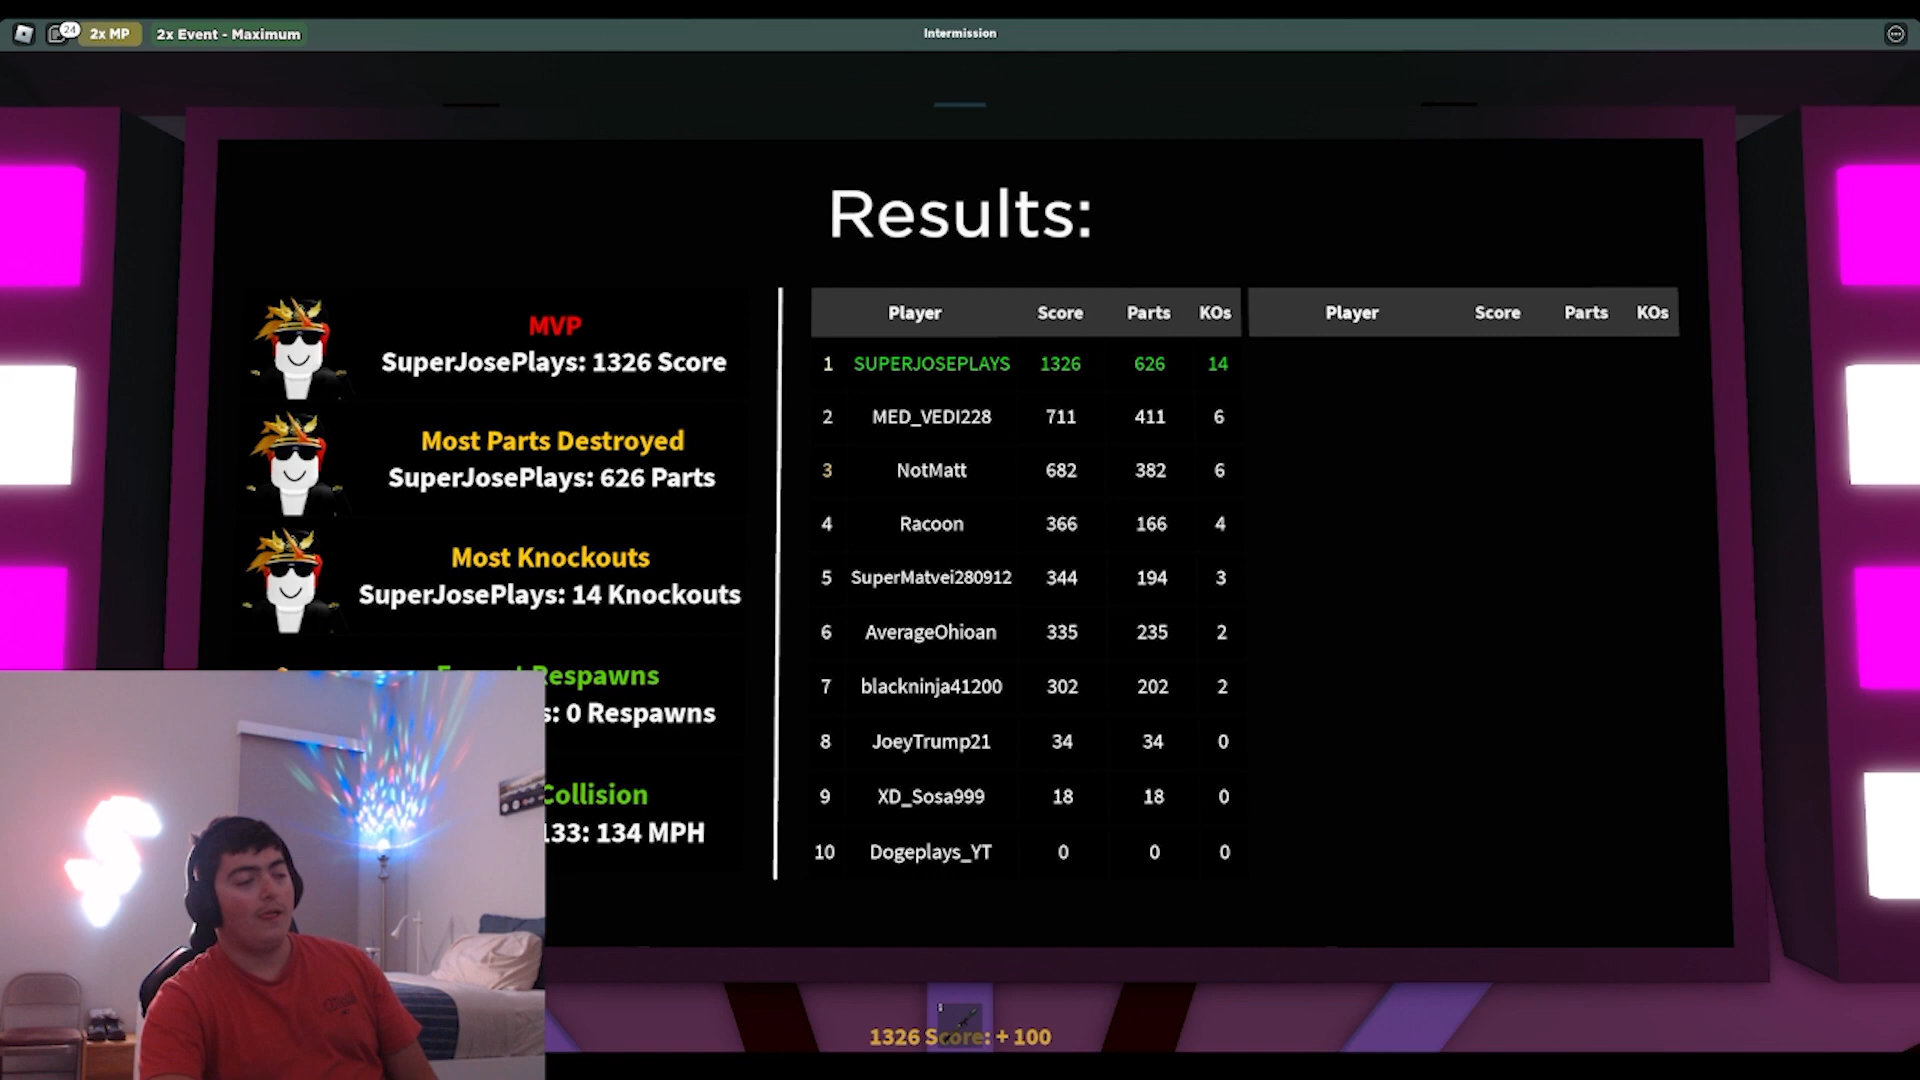 24
2x MP
2x Event - Maximum
Intermission
Results:
MVP
SuperJosePlays: 1326 Score
Most Parts Destroyed
SuperJosePlays: 626 Parts
Most Knockouts
SuperJosePlays: 14 Knockouts
Respawns
s: 0 Respawns
Collision
133: 134 MPH
Player Score Parts KOs
1 SUPERJOSEPLAYS 1326 626 14
2 MED_VEDI228 711 411 6
3 NotMatt 682 382 6
4 Racoon 366 166 4
5 SuperMatvei280912 344 194 3
6 AverageOhioan 335 235 2
7 blackninja41200 302 202 2
8 JoeyTrump21 34 34 0
9 XD_Sosa999 18 18 0
10 Dogeplays_YT 0 0 0
Player Score Parts KOs
1
1326 Score: + 100